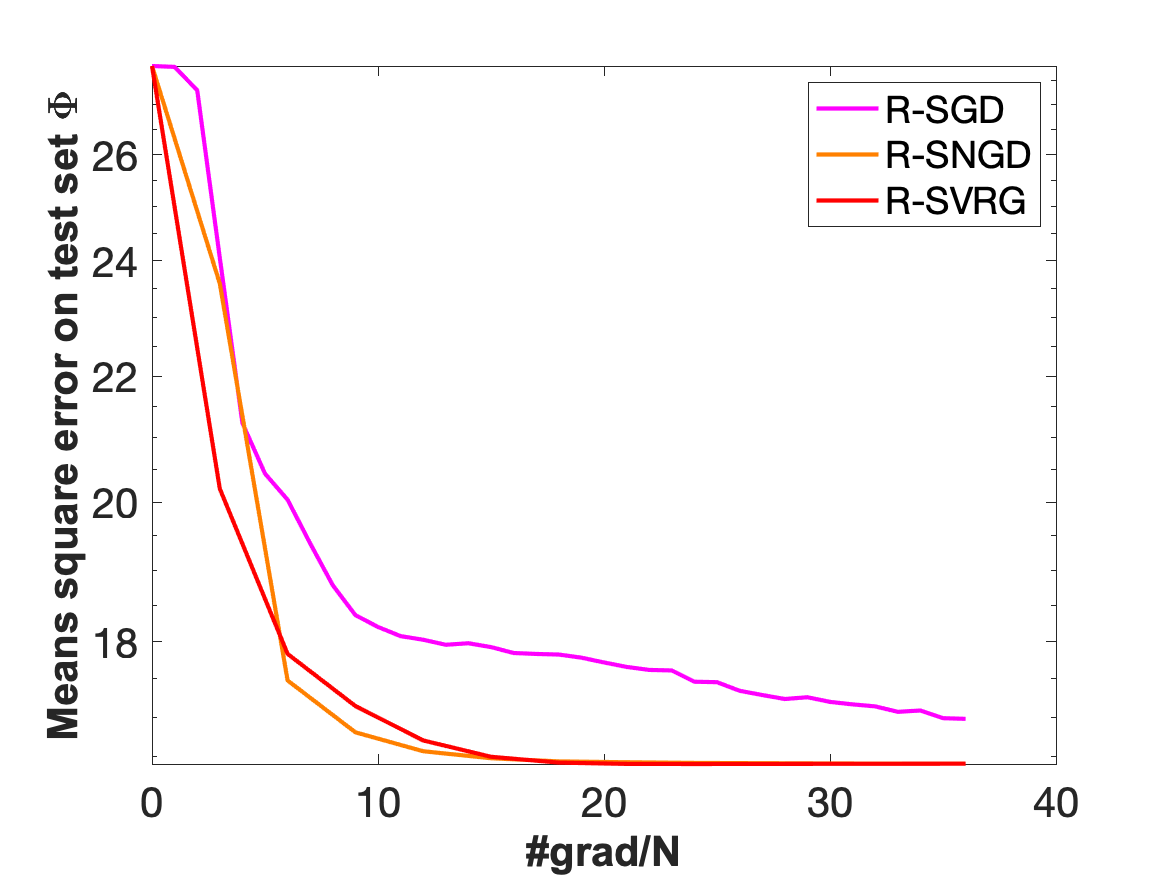 Means square error on test set Φ
26
24
22
20
18
R-SGD
R-SNGD
R-SVRG
0 10 20 30 40
#grad/N